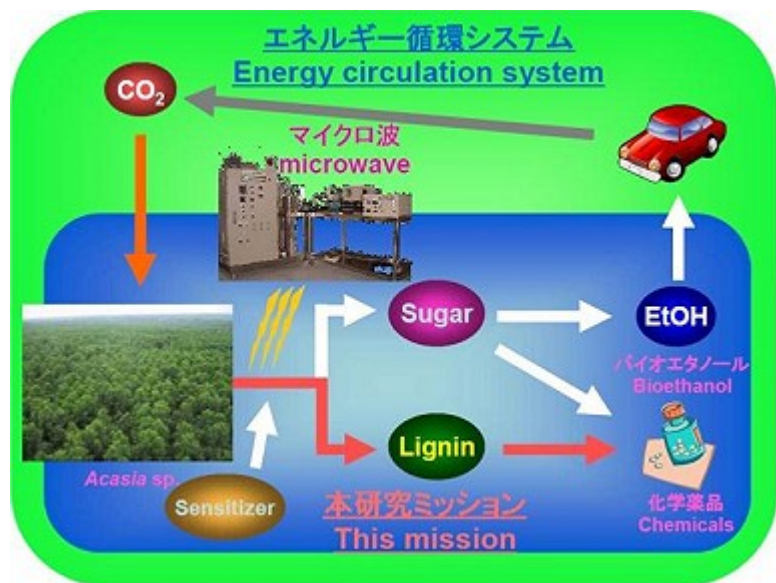 エネルギー循環システム
Energy circulation system
CO2
マイクロ波
microwave
Sugar
EtOH
バイオエタノール
Bioethanol
Lignin
Acasia sp.
Sensitizer
本研究ミッション
This mission
化学薬品
Chemicals